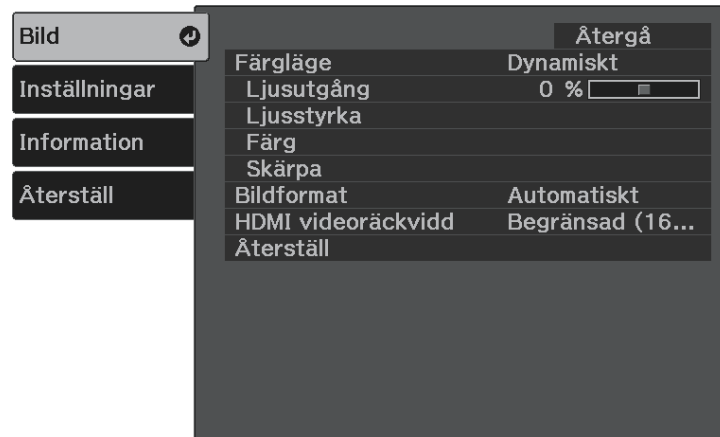 Bild
Inställningar
Information
Återställ
Återgå
Färgläge Dynamiskt
Ljusutgång 0 %
Ljusstyrka
Färg
Skärpa
Bildformat Automatiskt
HDMI videoräckvidd Begränsad (16...
Återställ